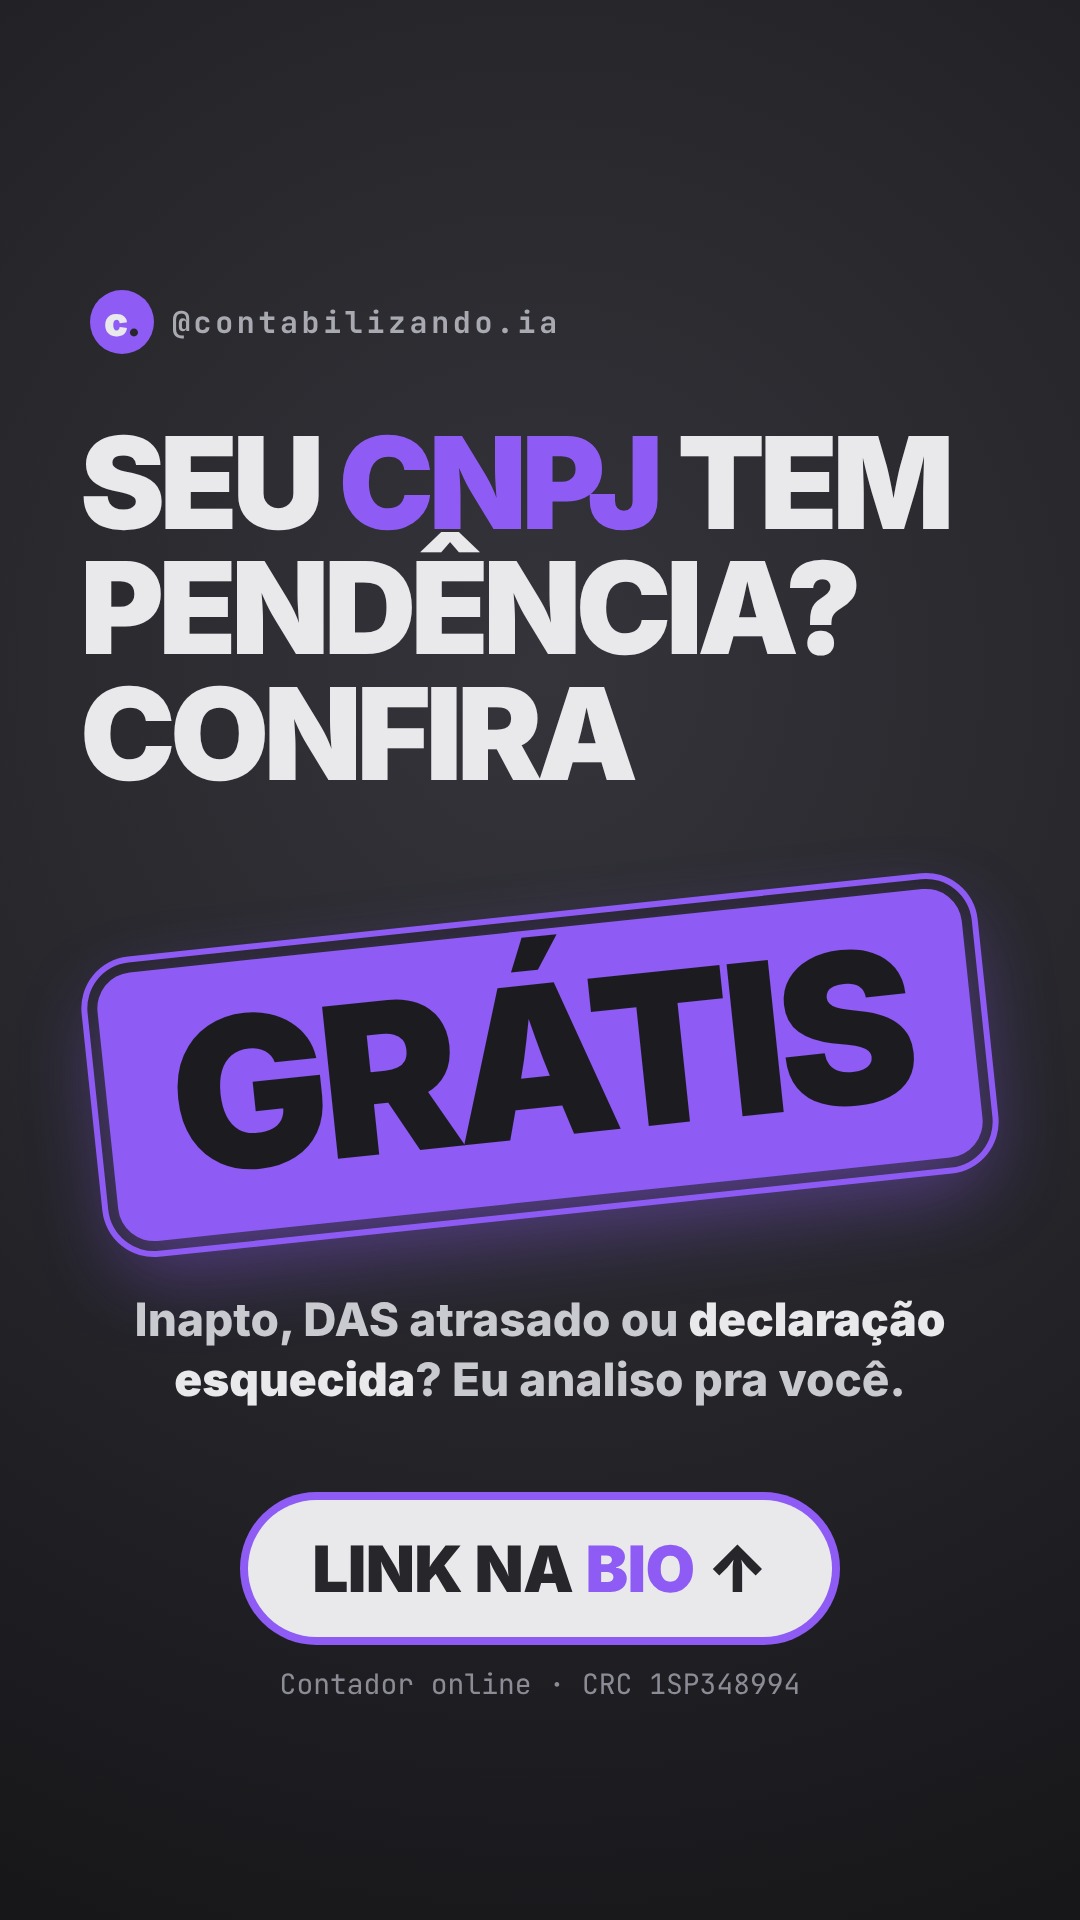 c.
@contabilizando.ia
SEU CNPJ TEM
PENDÊNCIA?
CONFIRA
GRÁTIS
Inapto, DAS atrasado ou declaração
esquecida? Eu analiso pra você.
LINK NA BIO ↑
Contador online · CRC 1SP348994